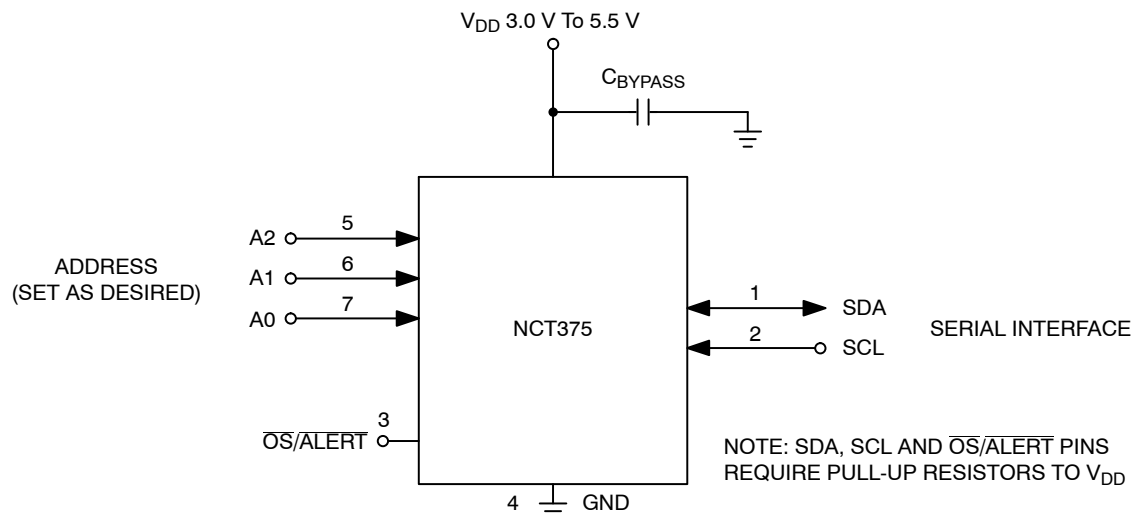 VDD 3.0 V To 5.5 V
CBYPASS
A2
5
ADDRESS
(SET AS DESIRED)
A1
6
A0
7
NCT375
1
SDA
2
SCL
SERIAL INTERFACE
OS/ALERT
3
NOTE: SDA, SCL AND OS/ALERT PINS
REQUIRE PULL-UP RESISTORS TO VDD
4
GND